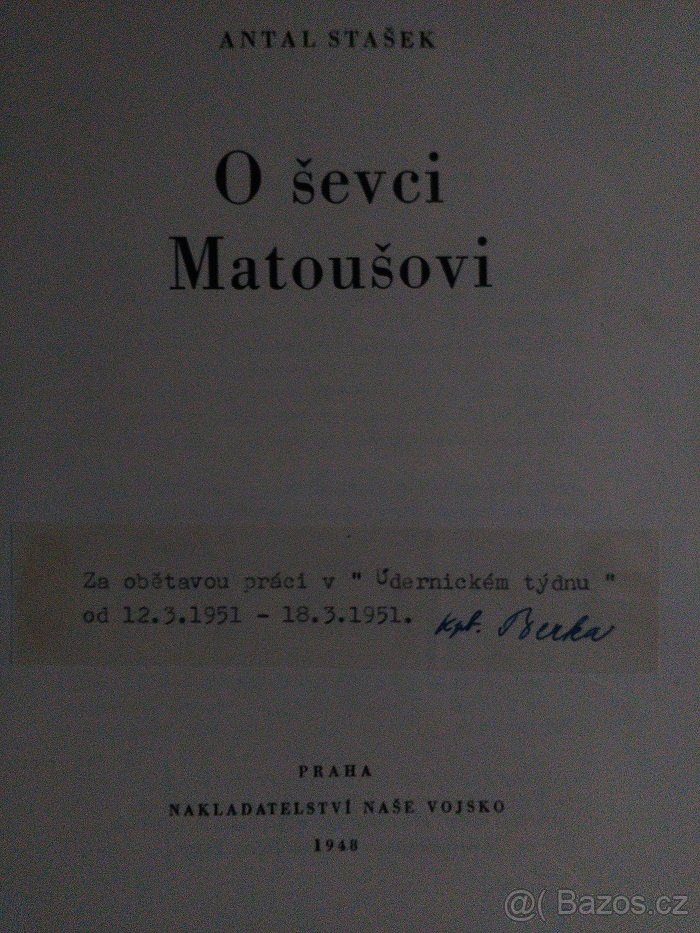 ANTAL STAŠEK
O ševci
Matoušovi
Za obětavou práci v " Údernickém týdnu "
od 12.3.1951 - 18.3.1951. kpt. Berka
PRAHA
NAKLADATELSTVÍ NAŠE VOJSKO
1948
@( Bazos.cz